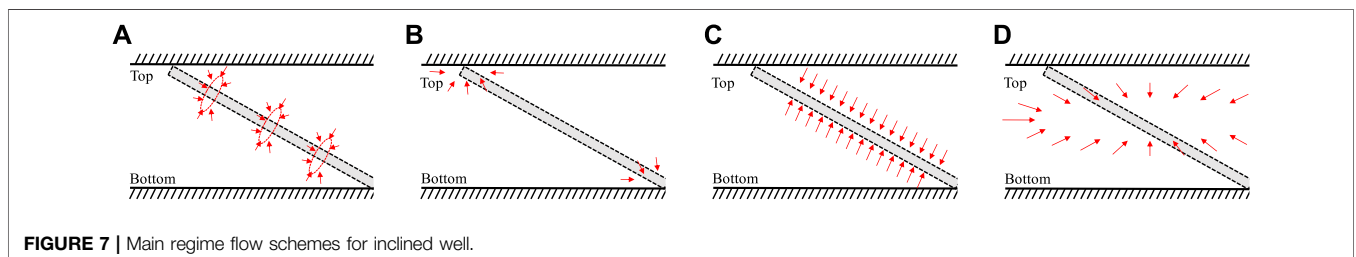 A
B
C
D
Top
Top
Top
Top
Bottom
Bottom
Bottom
Bottom
FIGURE 7 | Main regime flow schemes for inclined well.